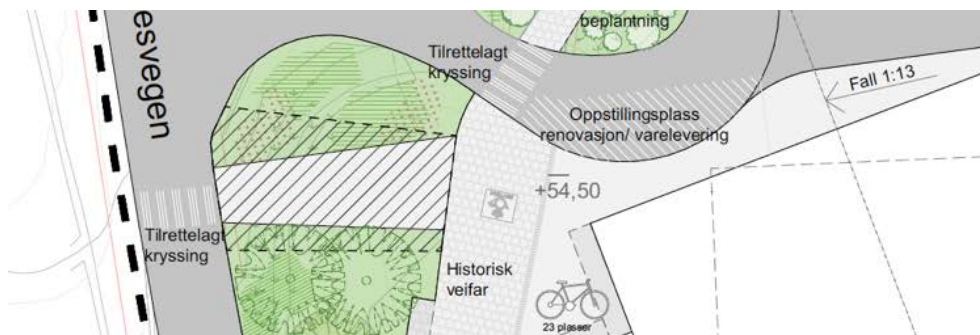 beplantning
esvegen
Tilrettelagt
kryssing
Fall 1:13
Oppstillingsplass
renovasjon/ varelevering
+54,50
Tilrettelagt
kryssing
Historisk
veifar
23 plasser